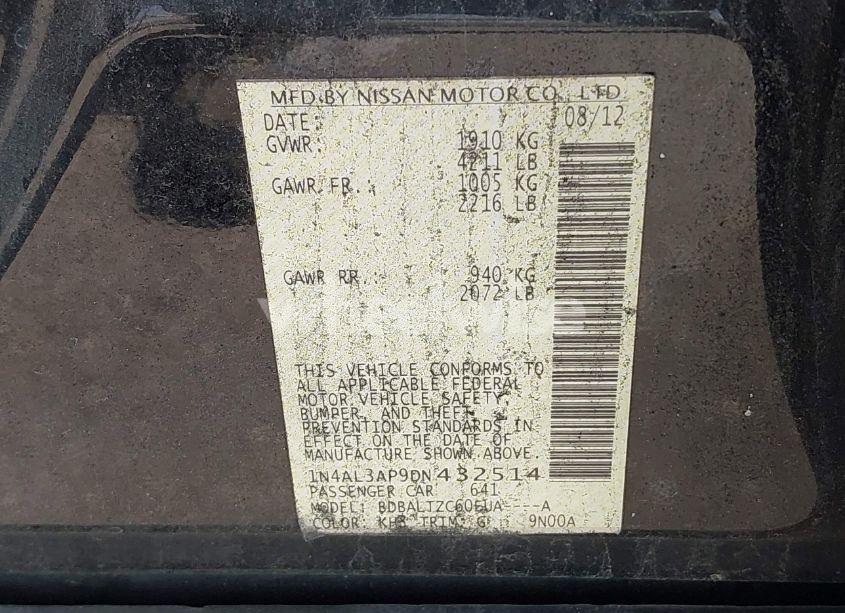 MFD BY NISSAN MOTOR CO., LTD
DATE: 08/12
GVWR: 1910 KG
4211 LB
GAWR FR.: 1005 KG
2216 LB
GAWR RR.: 940 KG
2072 LB
THIS VEHICLE CONFORMS TO
ALL APPLICABLE FEDERAL
MOTOR VEHICLE SAFETY,
BUMPER, AND THEFT
PREVENTION STANDARDS IN
EFFECT ON THE DATE OF
MANUFACTURE SHOWN ABOVE.
1N4AL3AP9DN432514
PASSENGER CAR 641
MODEL: BDBALTZC60EUA----A
COLOR: KH3 TRIM: G 9N00A